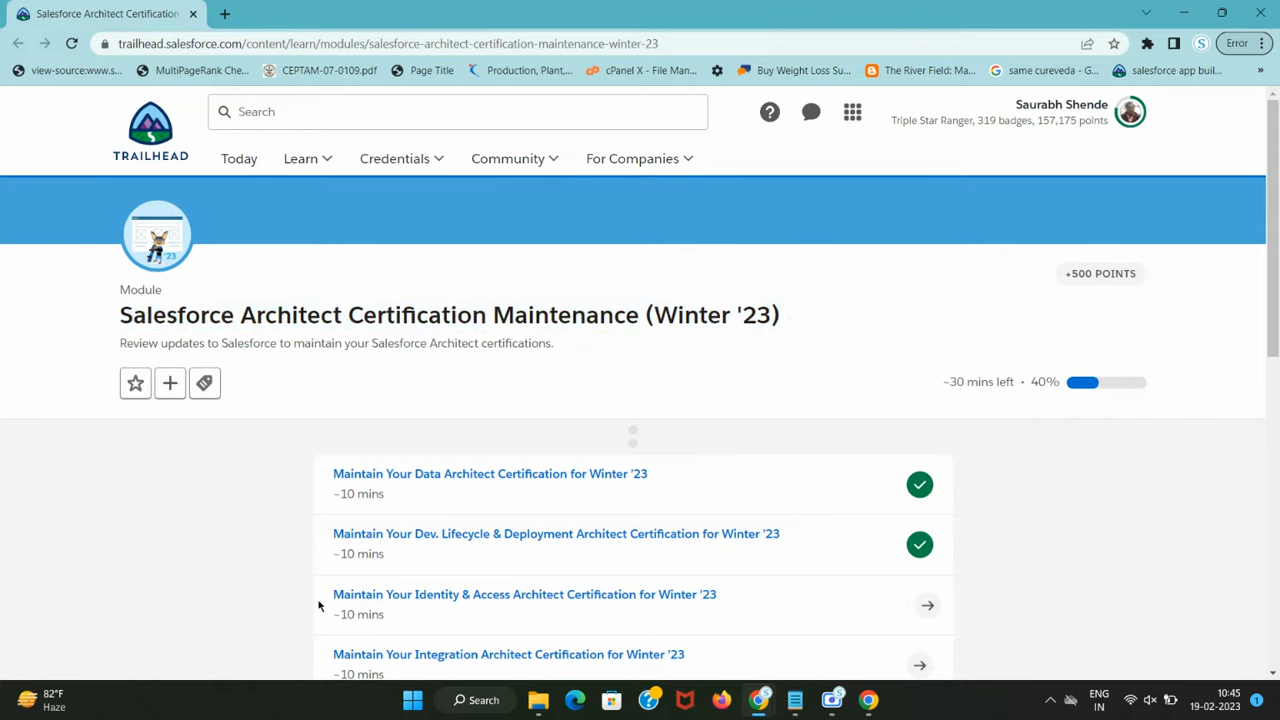 Salesforce Architect Certification
trailhead.salesforce.com/content/learn/modules/salesforce-architect-certification-maintenance-winter-23
S
Error
view-source:www.s...
MultiPageRank Che...
CEPTAM-07-0109.pdf
Page Title
Production, Plant,...
cPanel X - File Man...
Buy Weight Loss Su...
The River Field: Ma...
same cureveda - G...
salesforce app buil...
»
TRAILHEAD
Search
Saurabh Shende
Triple Star Ranger, 319 badges, 157,175 points
Today
Learn
Credentials
Community
For Companies
'23
+500 POINTS
Module
Salesforce Architect Certification Maintenance (Winter '23)
Review updates to Salesforce to maintain your Salesforce Architect certifications.
~30 mins left • 40%
Maintain Your Data Architect Certification for Winter '23
~10 mins
Maintain Your Dev. Lifecycle & Deployment Architect Certification for Winter '23
~10 mins
Maintain Your Identity & Access Architect Certification for Winter '23
~10 mins
Maintain Your Integration Architect Certification for Winter '23
~10 mins
82°F
Haze
Search
ENG
IN
10:45
19-02-2023
1